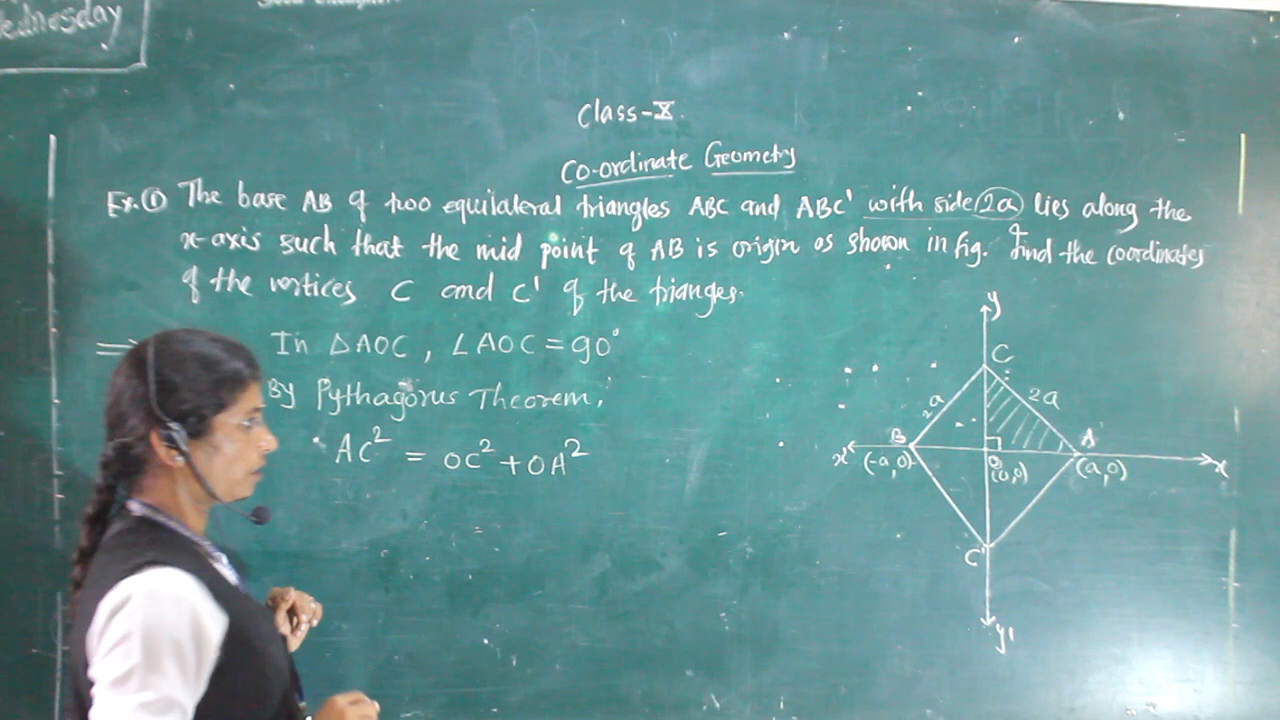 Wednesday
Class-X.
Co-ordinate Geometry
Ex.① The base AB of two equilateral triangles ABC and ABC' with side 2a lies along the
x-axis such that the mid point of AB is origin as shown in fig. find the coordinates
of the vertices C and C' of the trianges.
⇒ In △AOC, ∠AOC = 90°
By Pythagorus Theorem,
AC² = OC² + OA²
y
C
2a 2a
B A
x' x
(-a,0) O (a,0)
(0,0)
C'
y'